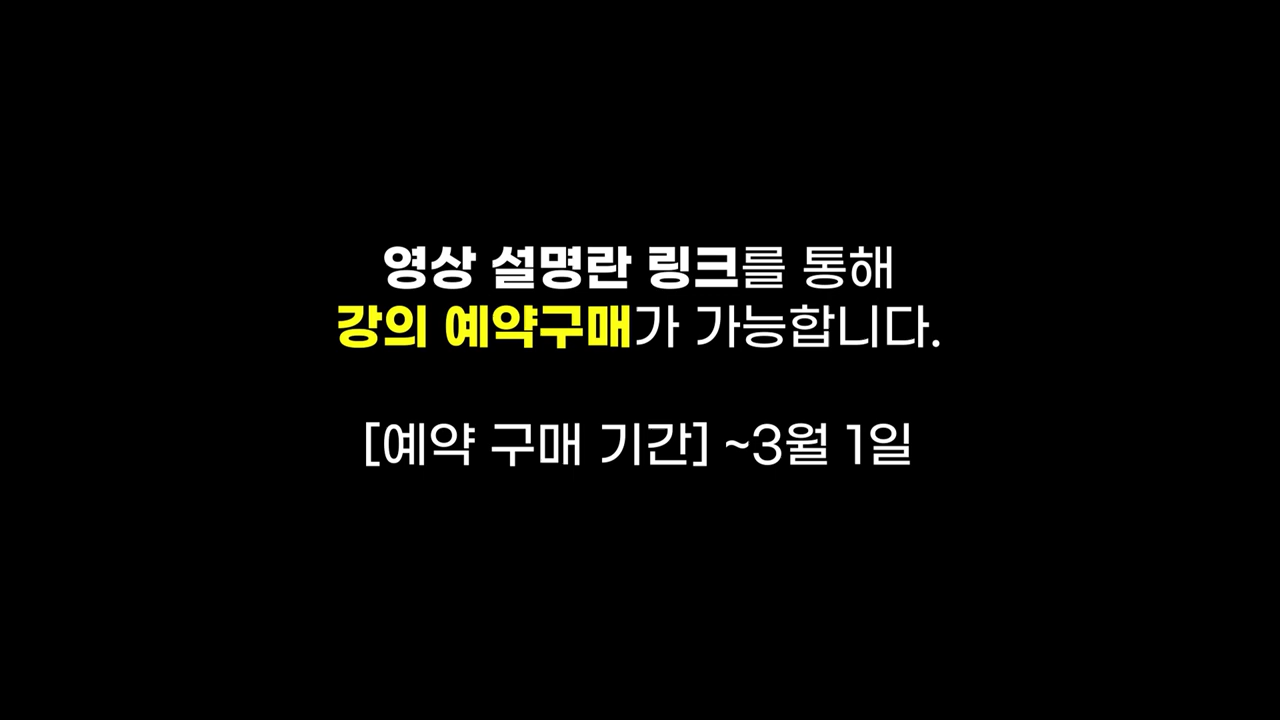 영상 설명란 링크를 통해
강의 예약구매가 가능합니다.
[예약 구매 기간] ~3월 1일